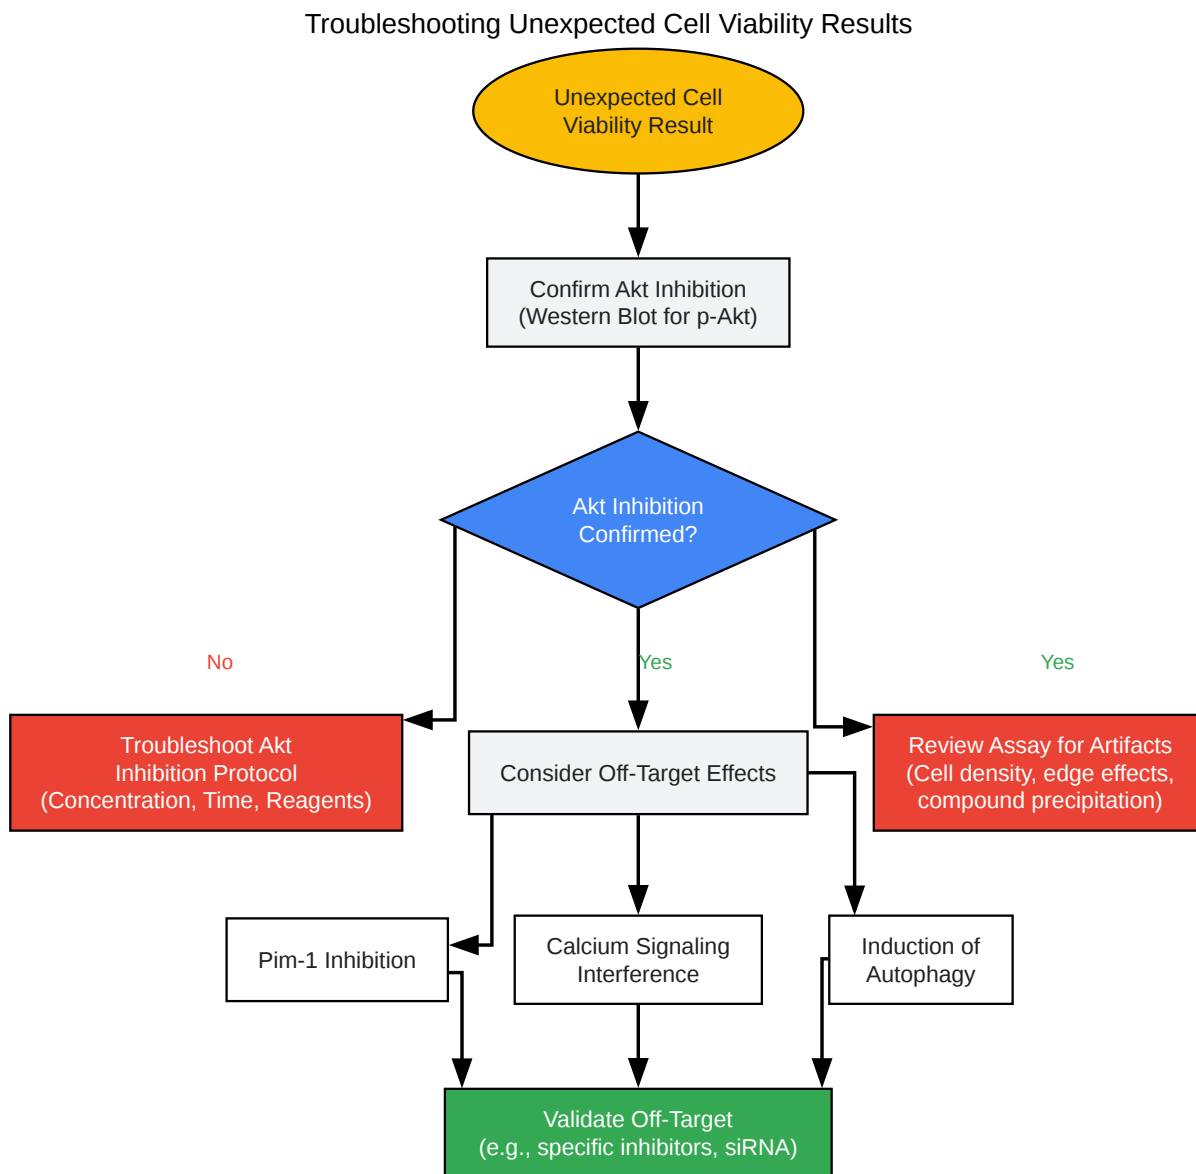 Troubleshooting Unexpected Cell Viability Results
Unexpected Cell
Viability Result
Confirm Akt Inhibition
(Western Blot for p-Akt)
Akt Inhibition
Confirmed?
No
Yes
Yes
Troubleshoot Akt
Inhibition Protocol
(Concentration, Time, Reagents)
Consider Off-Target Effects
Review Assay for Artifacts
(Cell density, edge effects,
compound precipitation)
Pim-1 Inhibition
Calcium Signaling
Interference
Induction of
Autophagy
Validate Off-Target
(e.g., specific inhibitors, siRNA)